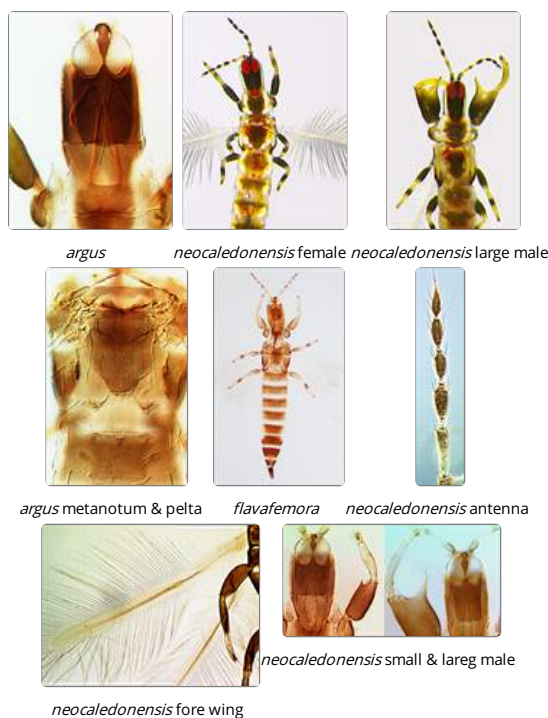 argus
neocaledonensis female
neocaledonensis large male
argus metanotum & pelta
flavafemora
neocaledonensis antenna
neocaledonensis small & lareg male
neocaledonensis fore wing